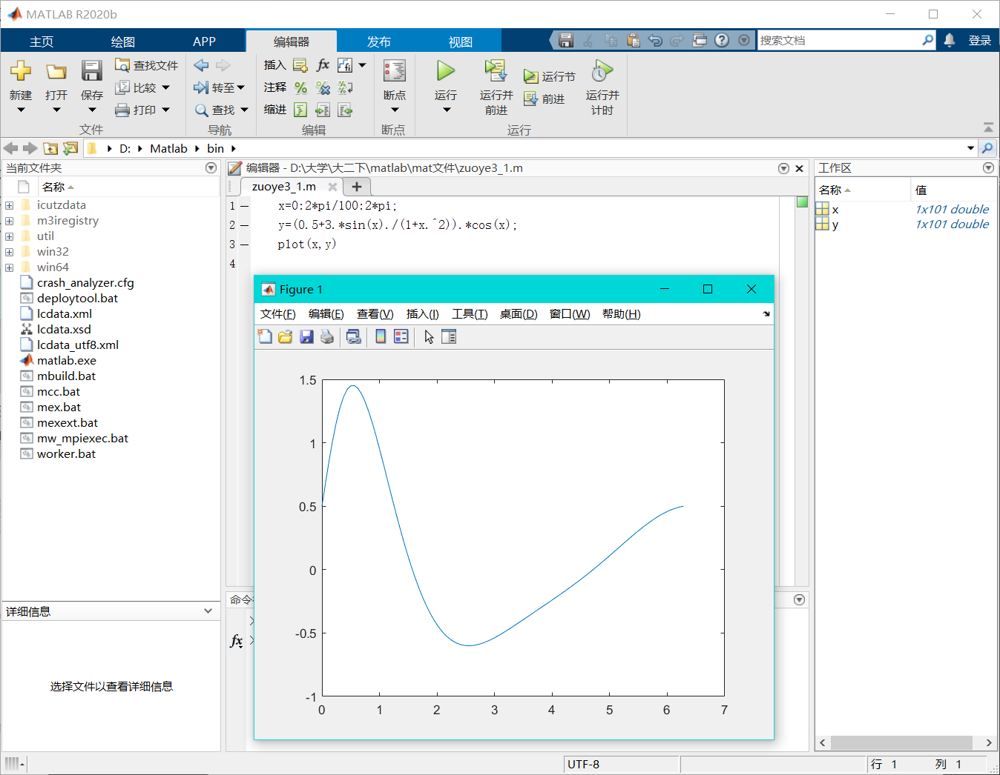 MATLAB R2020b
主页 绘图 APP 编辑器 发布 视图 搜索文档 登录
新建 打开 保存 查找文件 比较 打印 转至 查找 插入 fx 注释 缩进 断点 运行 运行并前进 运行节 前进 运行并计时
文件 导航 编辑 断点 运行
D: Matlab bin
当前文件夹
名称
icutzdata
m3iregistry
util
win32
win64
crash_analyzer.cfg
deploytool.bat
lcdata.xml
lcdata.xsd
lcdata_utf8.xml
matlab.exe
mbuild.bat
mcc.bat
mex.bat
mexext.bat
mw_mpiexec.bat
worker.bat
详细信息
选择文件以查看详细信息
编辑器 - D:\大学\大二下\matlab\mat文件\zuoye3_1.m
zuoye3_1.m
1 x=0:2*pi/100:2*pi;
2 y=(0.5+3.*sin(x)./(1+x.^2)).*cos(x);
3 plot(x,y)
4
Figure 1
文件(F) 编辑(E) 查看(V) 插入(I) 工具(T) 桌面(D) 窗口(W) 帮助(H)
1.5
1
0.5
0
-0.5
-1
0 1 2 3 4 5 6 7
命令
fx
工作区
名称 值
x 1x101 double
y 1x101 double
UTF-8 行 1 列 1